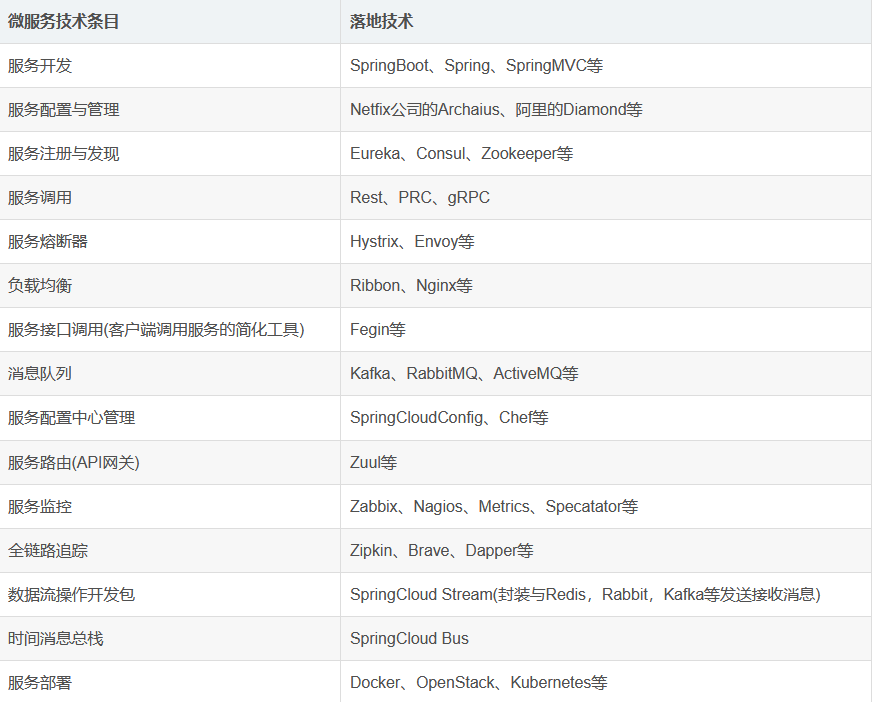 微服务技术条目 落地技术
服务开发 SpringBoot、Spring、SpringMVC等
服务配置与管理 Netfix公司的Archaius、阿里的Diamond等
服务注册与发现 Eureka、Consul、Zookeeper等
服务调用 Rest、PRC、gRPC
服务熔断器 Hystrix、Envoy等
负载均衡 Ribbon、Nginx等
服务接口调用(客户端调用服务的简化工具) Fegin等
消息队列 Kafka、RabbitMQ、ActiveMQ等
服务配置中心管理 SpringCloudConfig、Chef等
服务路由(API网关) Zuul等
服务监控 Zabbix、Nagios、Metrics、Specatator等
全链路追踪 Zipkin、Brave、Dapper等
数据流操作开发包 SpringCloud Stream(封装与Redis，Rabbit，Kafka等发送接收消息)
时间消息总栈 SpringCloud Bus
服务部署 Docker、OpenStack、Kubernetes等